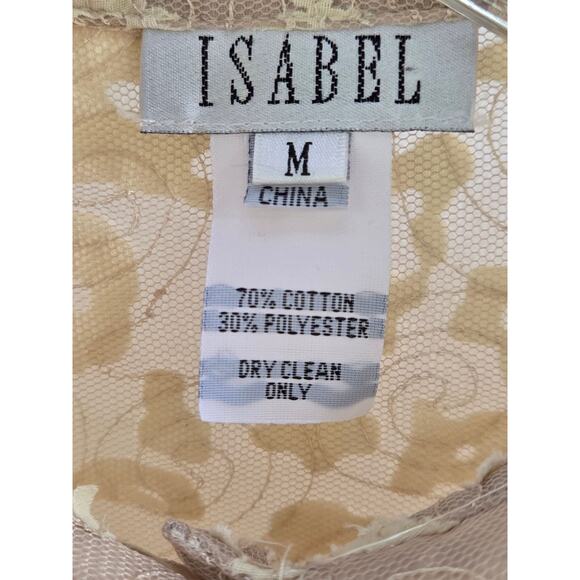 ISABEL
M
CHINA
70% COTTON
30% POLYESTER
DRY CLEAN
ONLY